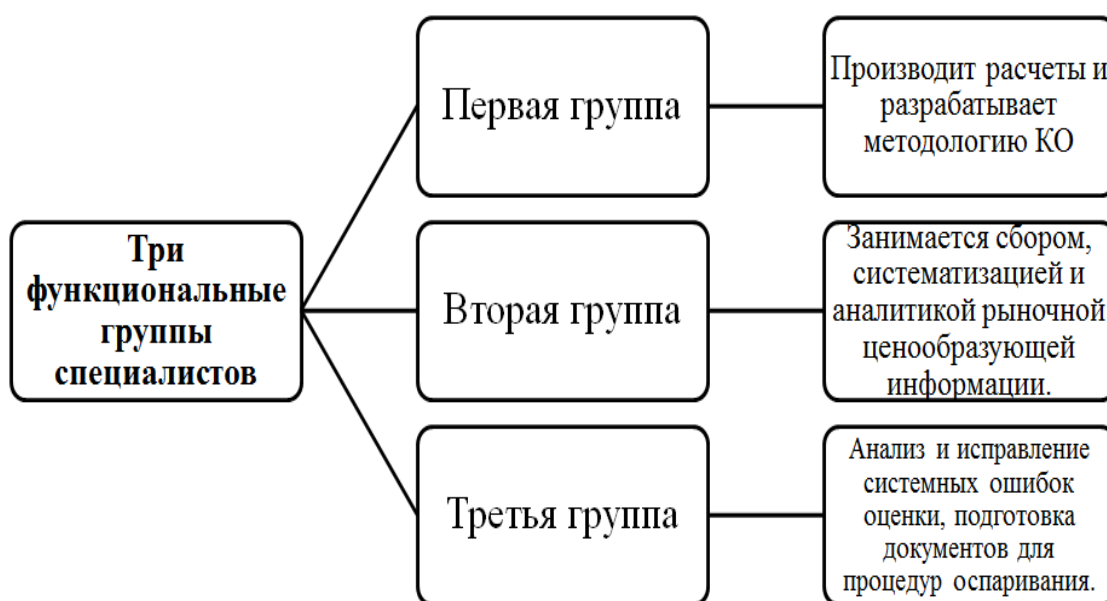 Три
функциональные
группы
специалистов
Первая группа
Производит расчеты и
разрабатывает
методологию КО
Вторая группа
Занимается сбором,
систематизацией и
аналитикой рыночной
ценообразующей
информации.
Третья группа
Анализ и исправление
системных ошибок
оценки, подготовка
документов для
процедур оспаривания.